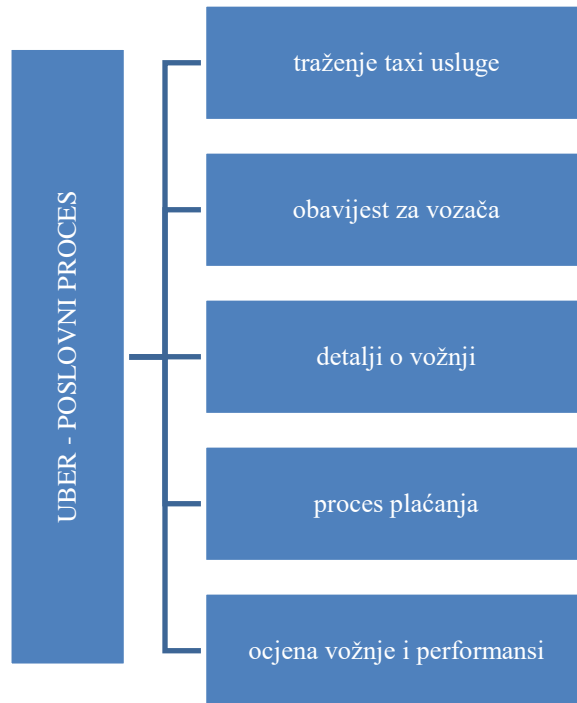 UBER - POSLOVNI PROCES
traženje taxi usluge
obavijest za vozača
detalji o vožnji
proces plaćanja
ocjena vožnje i performansi